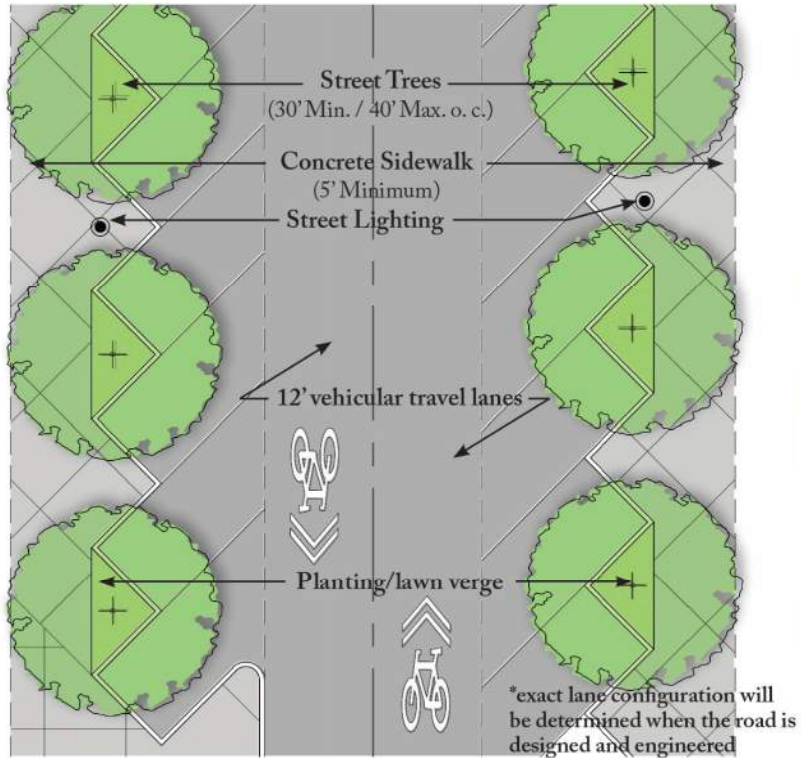 Street Trees
(30' Min. / 40' Max. o. c.)
Concrete Sidewalk
(5' Minimum)
Street Lighting
12' vehicular travel lanes
Planting/lawn verge
*exact lane configuration will
be determined when the road is
designed and engineered